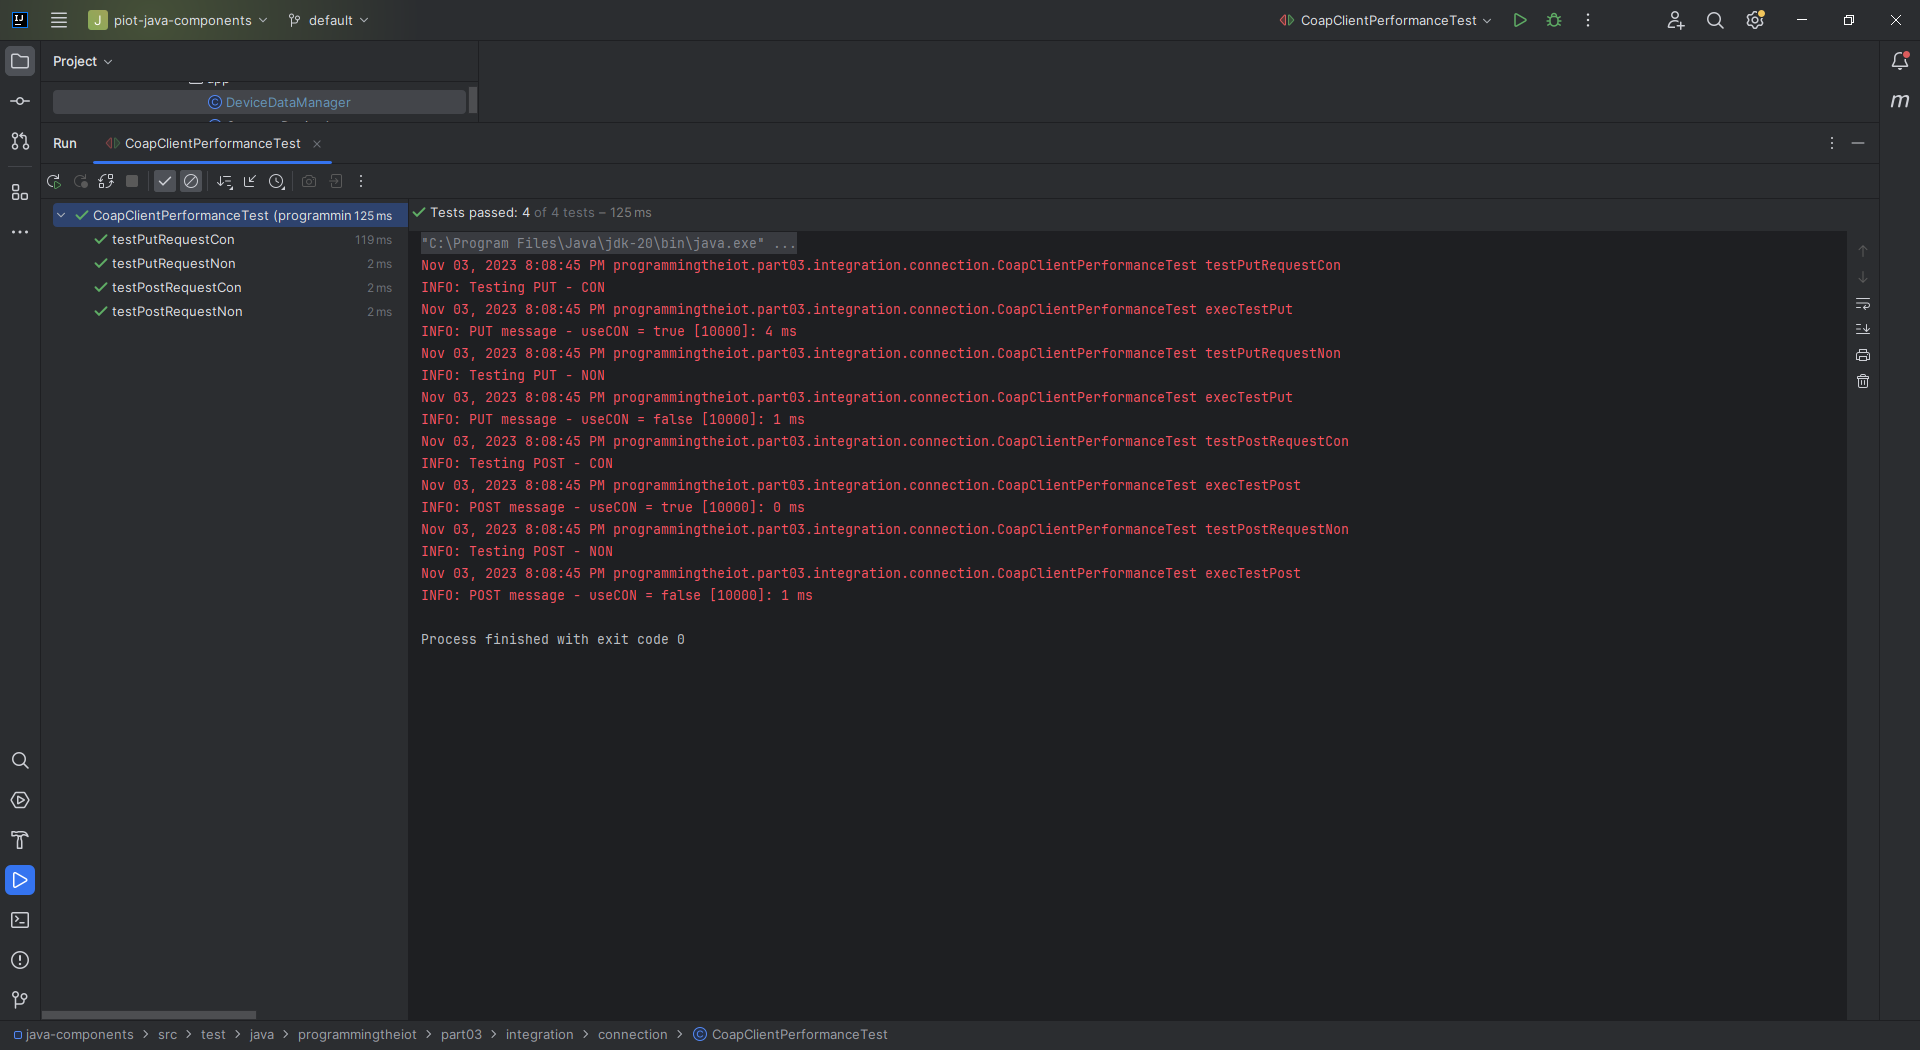 piot-java-components
default
CoapClientPerformanceTest
Project
app
DeviceDataManager
Run
CoapClientPerformanceTest
CoapClientPerformanceTest (programmin 125 ms
testPutRequestCon 119 ms
testPutRequestNon 2 ms
testPostRequestCon 2 ms
testPostRequestNon 2 ms
Tests passed: 4 of 4 tests – 125 ms
"C:\Program Files\Java\jdk-20\bin\java.exe" ...
Nov 03, 2023 8:08:45 PM programmingtheiot.part03.integration.connection.CoapClientPerformanceTest testPutRequestCon
INFO: Testing PUT - CON
Nov 03, 2023 8:08:45 PM programmingtheiot.part03.integration.connection.CoapClientPerformanceTest execTestPut
INFO: PUT message - useCON = true [10000]: 4 ms
Nov 03, 2023 8:08:45 PM programmingtheiot.part03.integration.connection.CoapClientPerformanceTest testPutRequestNon
INFO: Testing PUT - NON
Nov 03, 2023 8:08:45 PM programmingtheiot.part03.integration.connection.CoapClientPerformanceTest execTestPut
INFO: PUT message - useCON = false [10000]: 1 ms
Nov 03, 2023 8:08:45 PM programmingtheiot.part03.integration.connection.CoapClientPerformanceTest testPostRequestCon
INFO: Testing POST - CON
Nov 03, 2023 8:08:45 PM programmingtheiot.part03.integration.connection.CoapClientPerformanceTest execTestPost
INFO: POST message - useCON = true [10000]: 0 ms
Nov 03, 2023 8:08:45 PM programmingtheiot.part03.integration.connection.CoapClientPerformanceTest testPostRequestNon
INFO: Testing POST - NON
Nov 03, 2023 8:08:45 PM programmingtheiot.part03.integration.connection.CoapClientPerformanceTest execTestPost
INFO: POST message - useCON = false [10000]: 1 ms
Process finished with exit code 0
java-components > src > test > java > programmingtheiot > part03 > integration > connection > CoapClientPerformanceTest